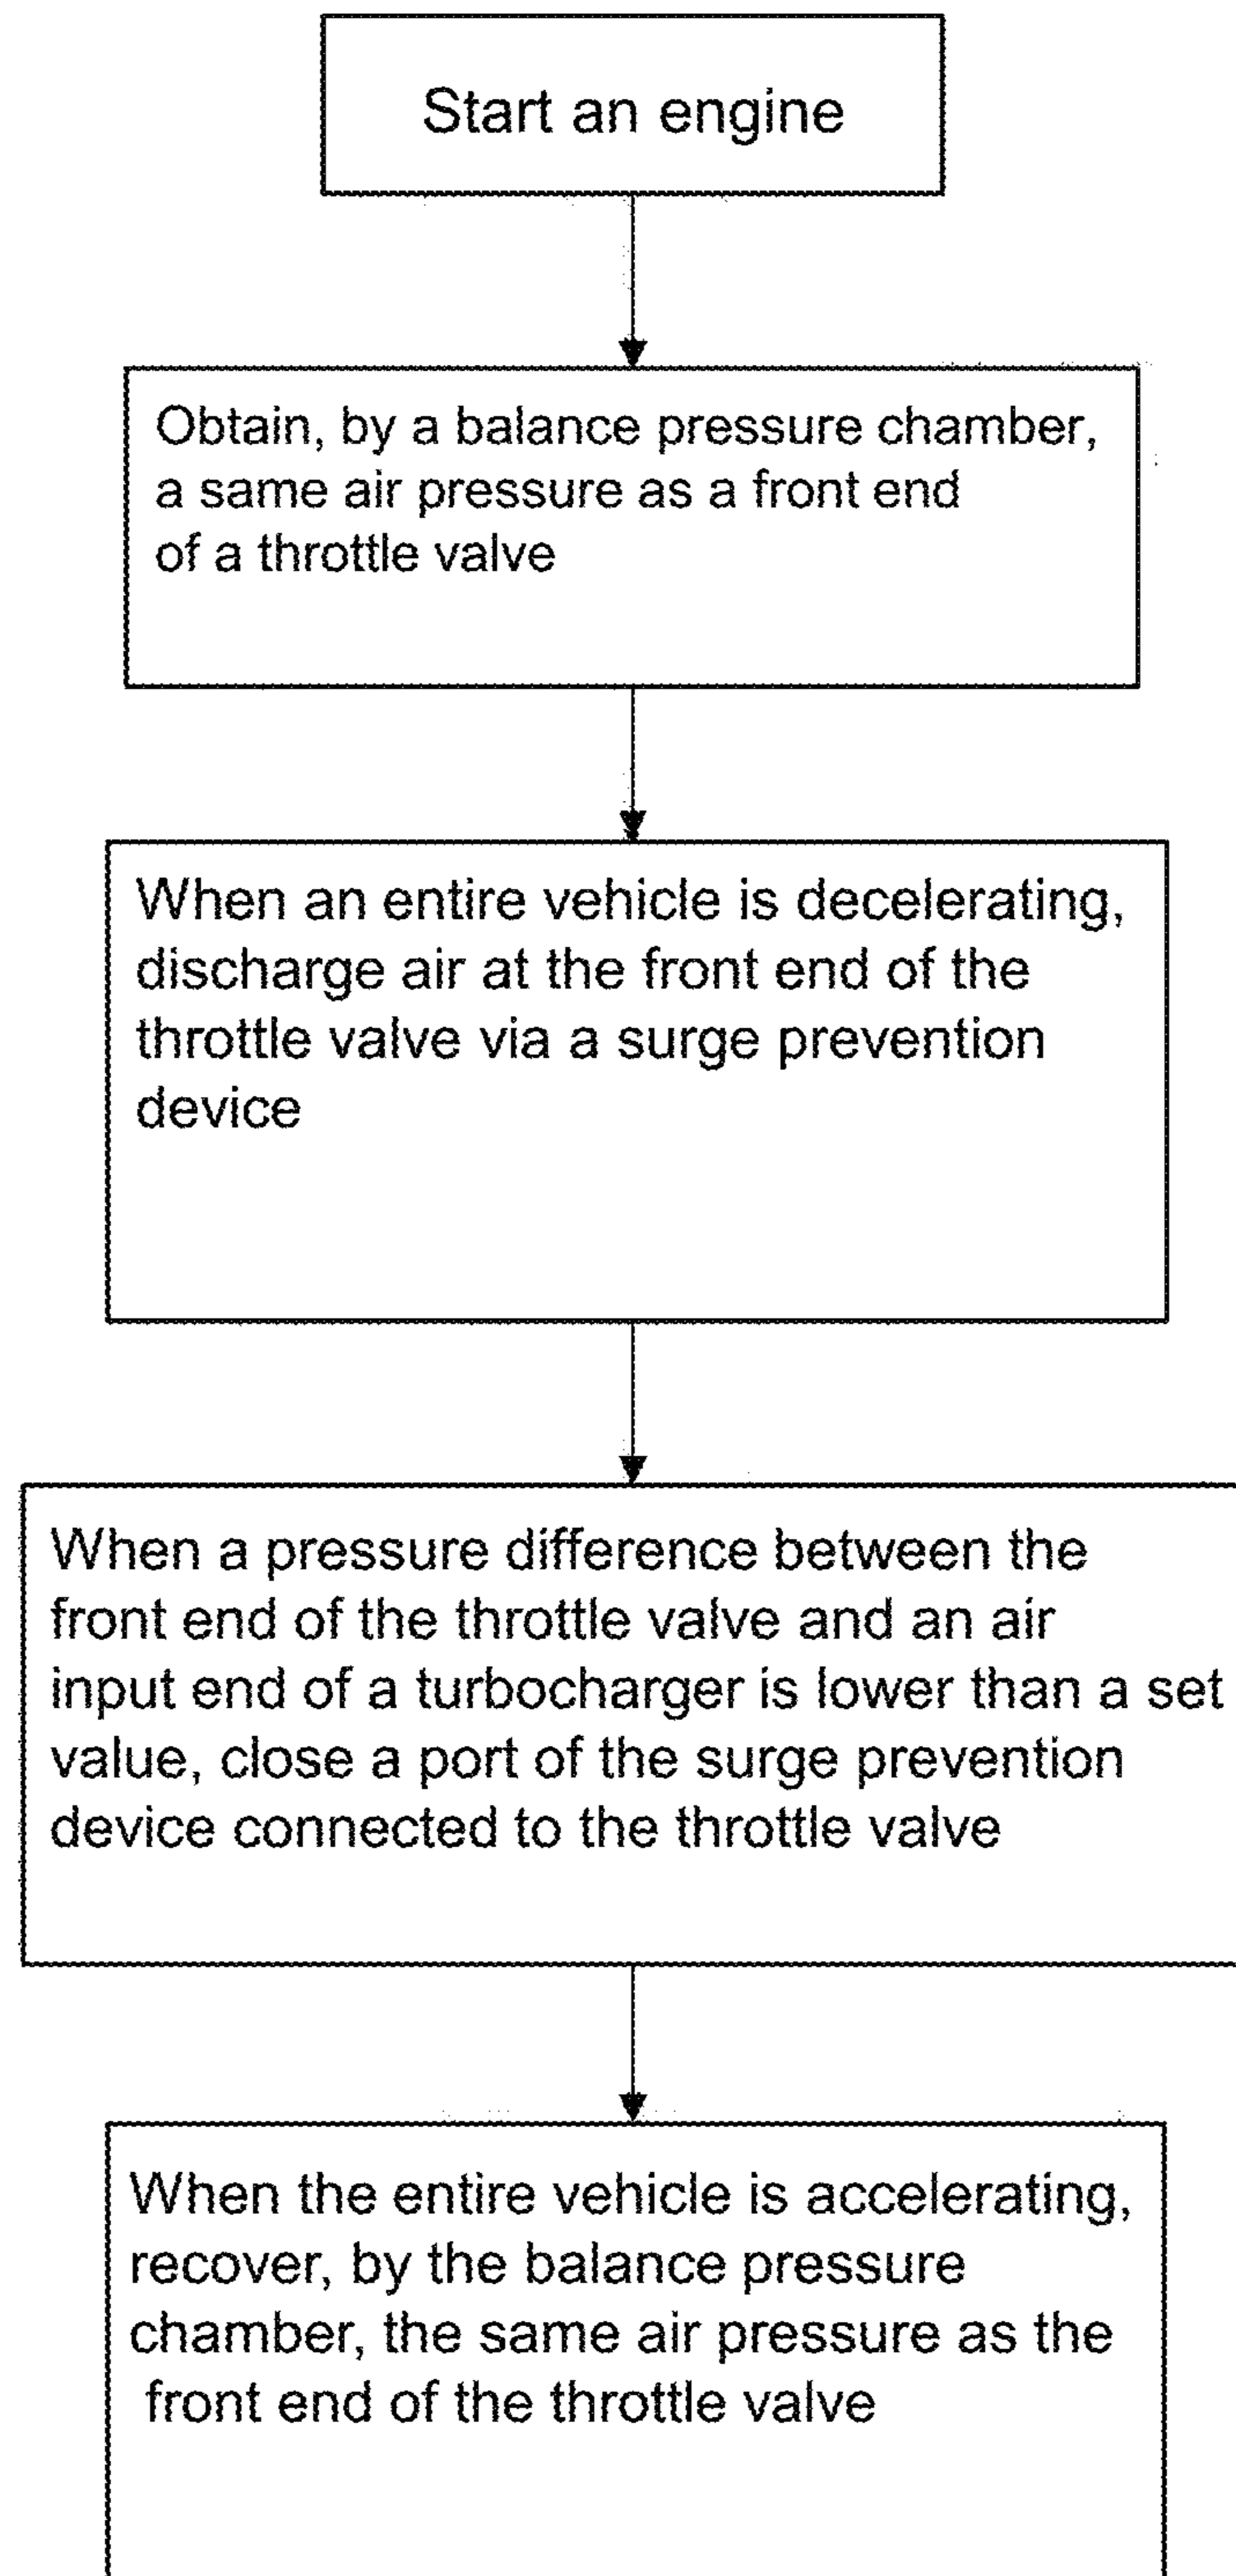 Start an engine
Obtain, by a balance pressure chamber,
a same air pressure as a front end
of a throttle valve
When an entire vehicle is decelerating,
discharge air at the front end of the
throttle valve via a surge prevention
device
When a pressure difference between the
front end of the throttle valve and an air
input end of a turbocharger is lower than a set
value, close a port of the surge prevention
device connected to the throttle valve
When the entire vehicle is accelerating,
recover, by the balance pressure
chamber, the same air pressure as the
front end of the throttle valve